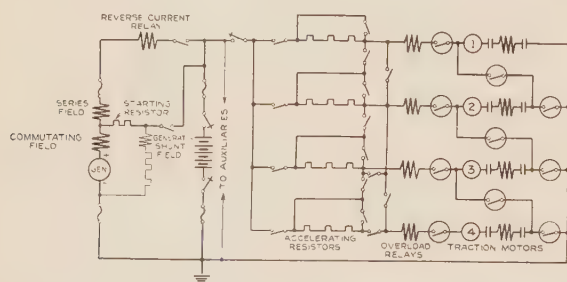 REVERSE CURRENT
RELAY
SERIES
FIELD
STARTING
RESISTOR
COMMUTATING
FIELD
SHUNT
FIELD
+
GEN
-
TO AUXILIARIES
1
2
3
4
ACCELERATING
RESISTORS
OVERLOAD
RELAYS
TRACTION MOTORS